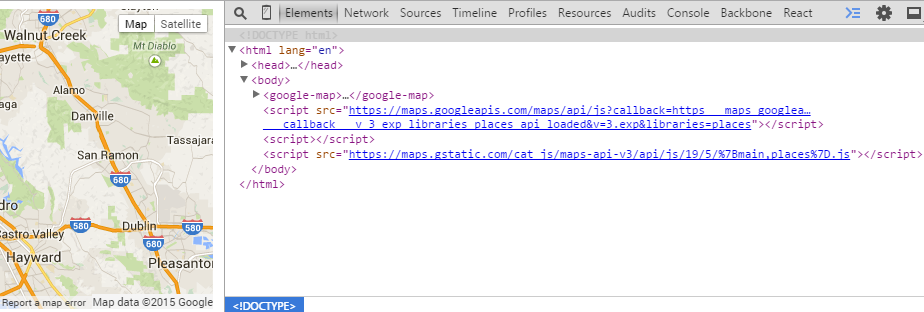 Walnut Creek
Map Satellite
Mt Diablo
680
ayette
Alamo
aga
Danville
Tassajara
San Ramon
680
dro
580
580
Dublin
Castro Valley
680
Hayward
Pleasanton
Report a map error Map data ©2015 Google
Elements Network Sources Timeline Profiles Resources Audits Console Backbone React
<!DOCTYPE html>
<html lang="en">
<head>…</head>
<body>
<google-map>…</google-map>
<script src="https://maps.googleapis.com/maps/api/js?callback=https___maps_googlea…
__callback___v_3_exp_libraries_places_api_loaded&v=3.exp&libraries=places"></script>
<script></script>
<script src="https://maps.gstatic.com/cat_js/maps-api-v3/api/js/19/5/%7Bmain,places%7D.js"></script>
</body>
</html>
<!DOCTYPE>